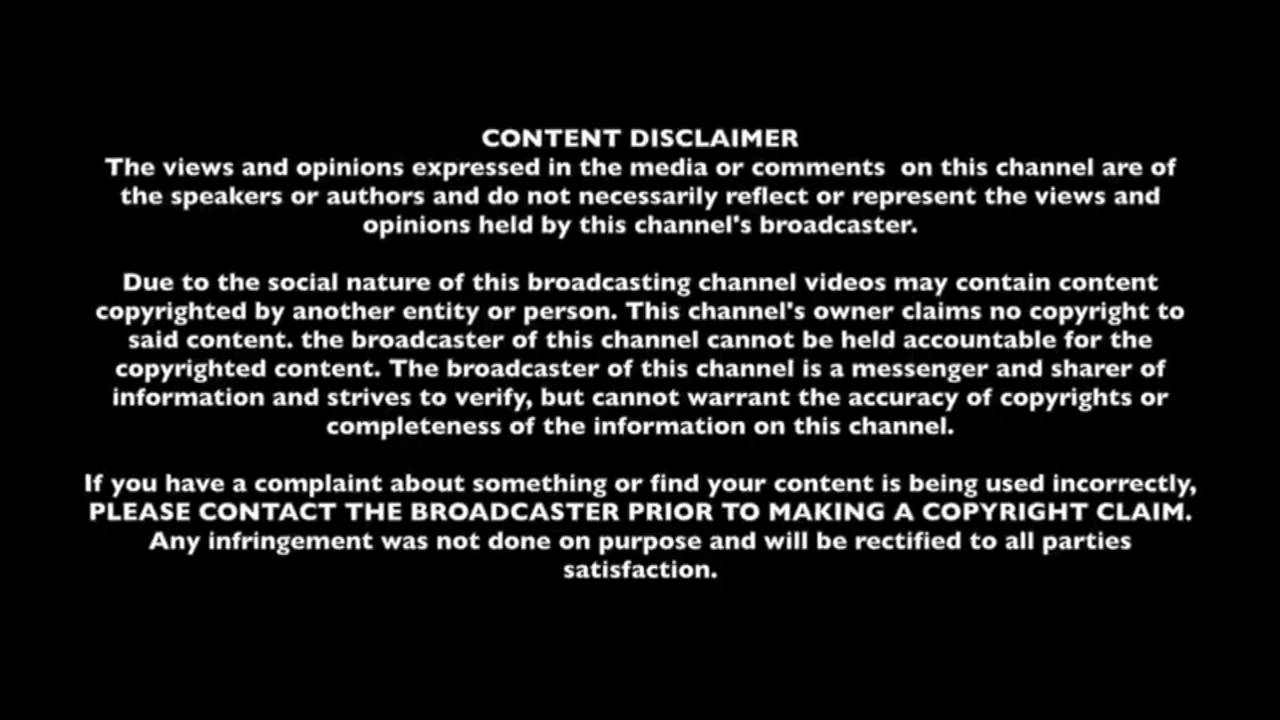 CONTENT DISCLAIMER
The views and opinions expressed in the media or comments  on this channel are of
the speakers or authors and do not necessarily reflect or represent the views and
opinions held by this channel's broadcaster.
Due to the social nature of this broadcasting channel videos may contain content
copyrighted by another entity or person. This channel's owner claims no copyright to
said content. the broadcaster of this channel cannot be held accountable for the
copyrighted content. The broadcaster of this channel is a messenger and sharer of
information and strives to verify, but cannot warrant the accuracy of copyrights or
completeness of the information on this channel.
If you have a complaint about something or find your content is being used incorrectly,
PLEASE CONTACT THE BROADCASTER PRIOR TO MAKING A COPYRIGHT CLAIM.
Any infringement was not done on purpose and will be rectified to all parties
satisfaction.